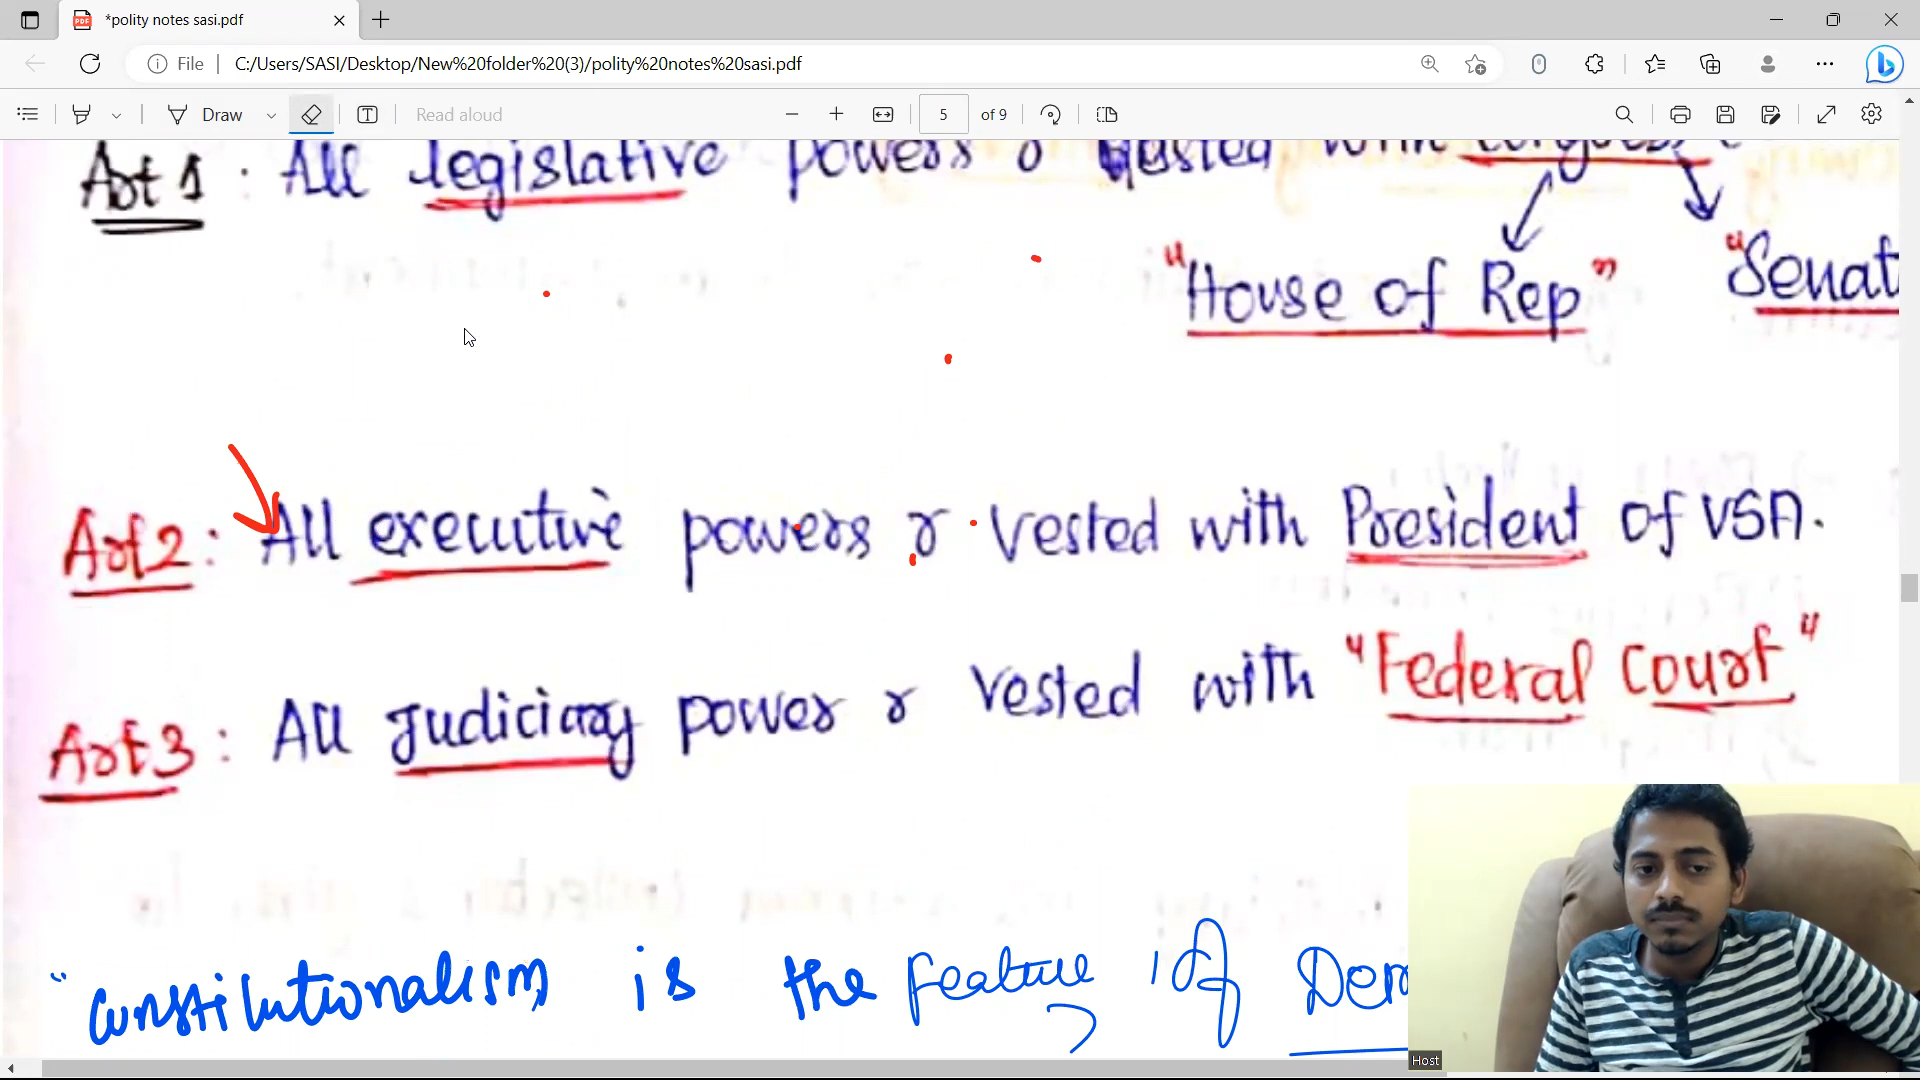 *polity notes sasi.pdf
File C:/Users/SASI/Desktop/New%20folder%20(3)/polity%20notes%20sasi.pdf
Draw Read aloud 5 of 9
Art 1 : All legislative powers r vested with
"House of Rep" "Senat
Art2 : All executive powers r vested with President of USA.
Art3 : All Judiciary power r vested with "Federal Court"
"Constitutionalism is the feature of Dem
Host